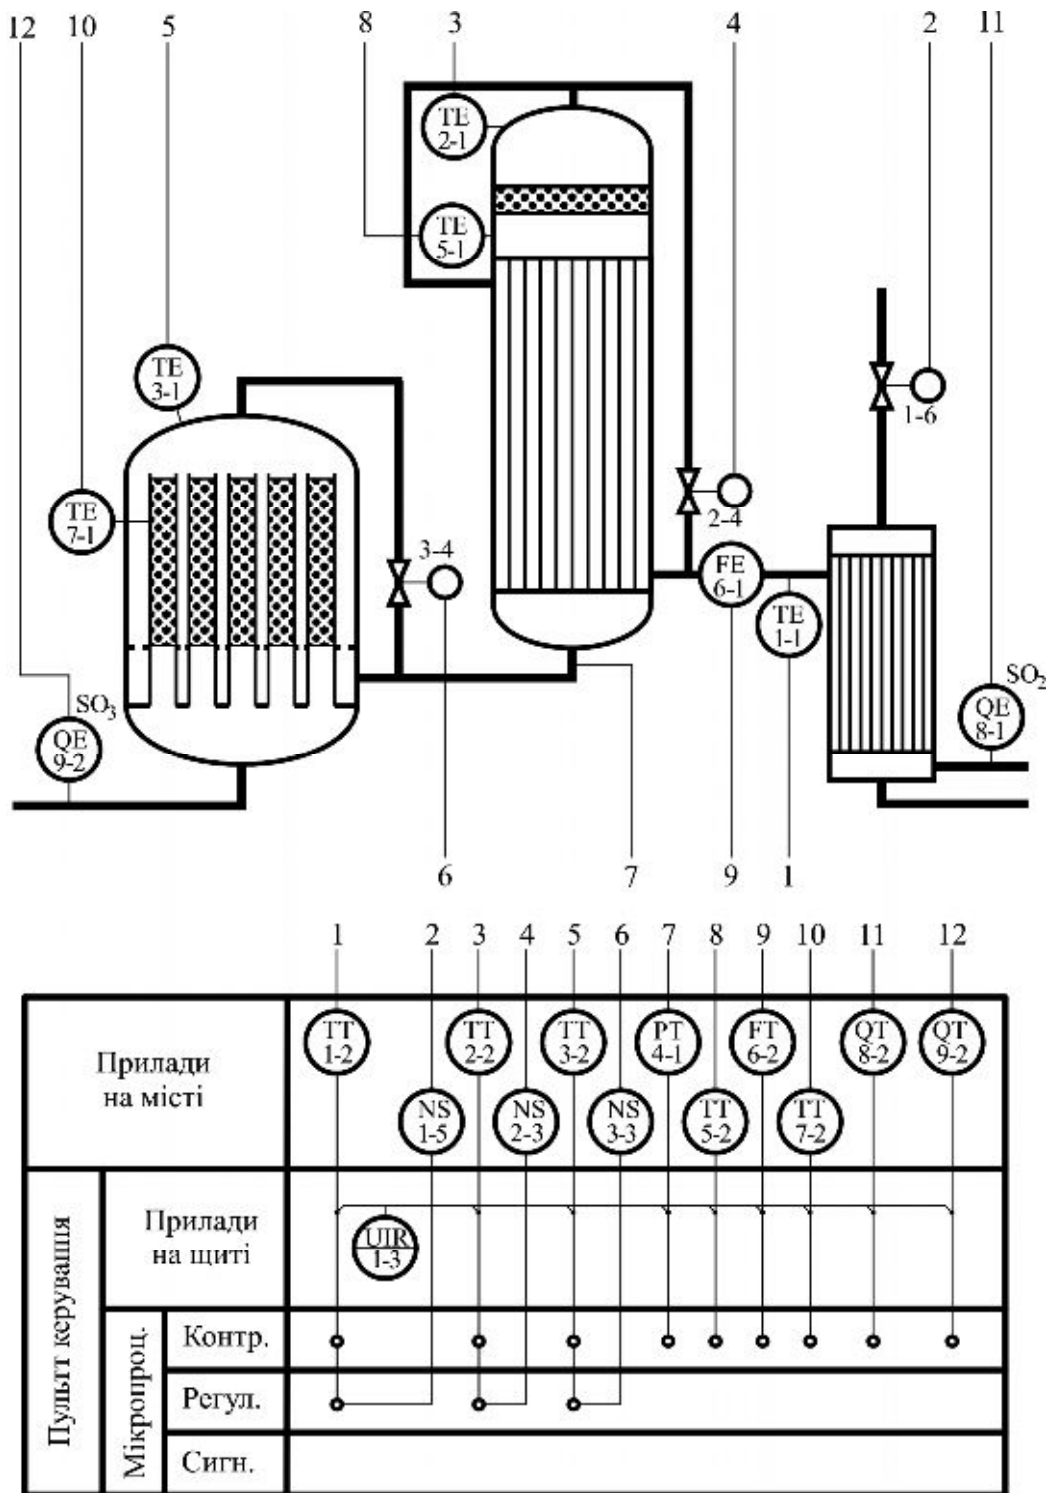 12 10 5 8 3 4 2 11
TE
2-1
TE
5-1
TE
3-1
1-6
TE
7-1
2-4
3-4
FE
6-1
TE
1-1
SO2
SO3
QE
8-1
QE
9-2
6 7 9 1
1 2 3 4 5 6 7 8 9 10 11 12
Прилади
на місті
TT
1-2
TT
2-2
TT
3-2
PT
4-1
FT
6-2
QT
8-2
QT
9-2
NS
1-5
NS
2-3
NS
3-3
TT
5-2
TT
7-2
Пульт керування
Прилади
на щиті
UIR
1-3
Мікропроц.
Контр.
Регул.
Сигн.